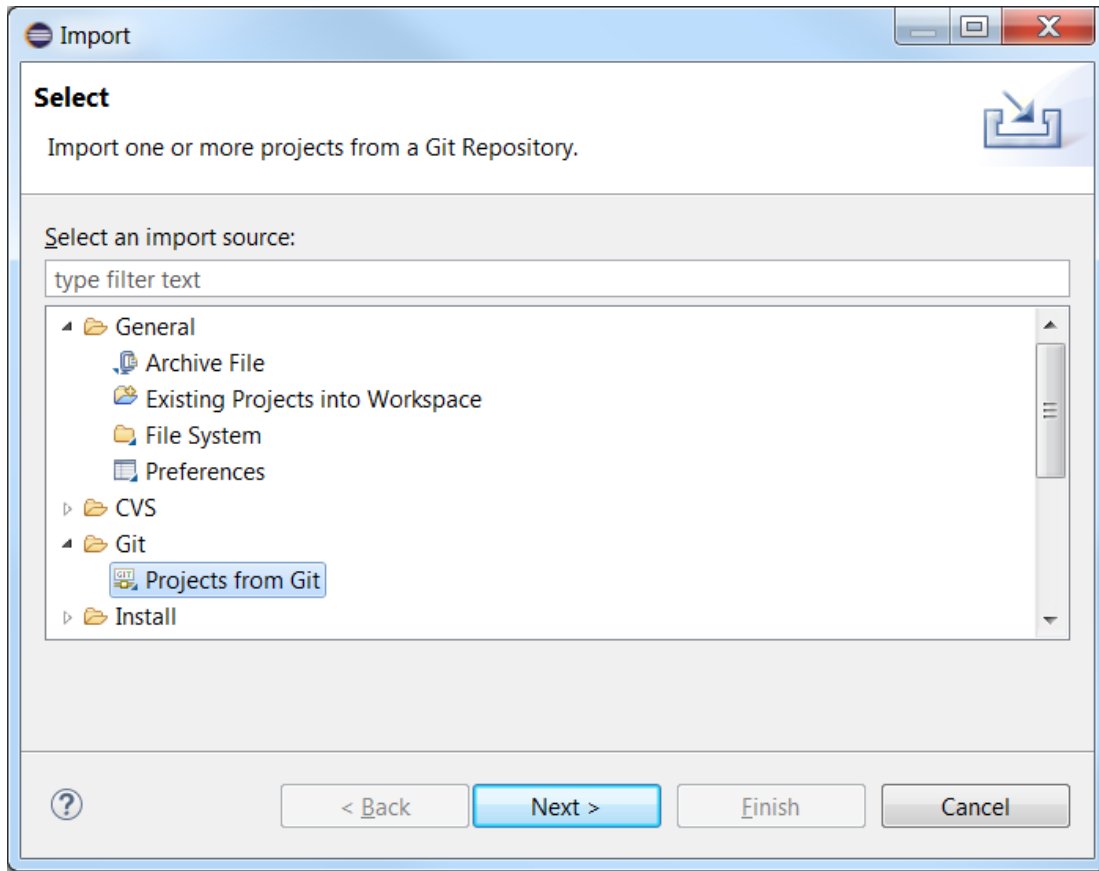 Import
Select
Import one or more projects from a Git Repository.
Select an import source:
type filter text
General
Archive File
Existing Projects into Workspace
File System
Preferences
CVS
Git
GIT Projects from Git
Install
? < Back Next > Finish Cancel